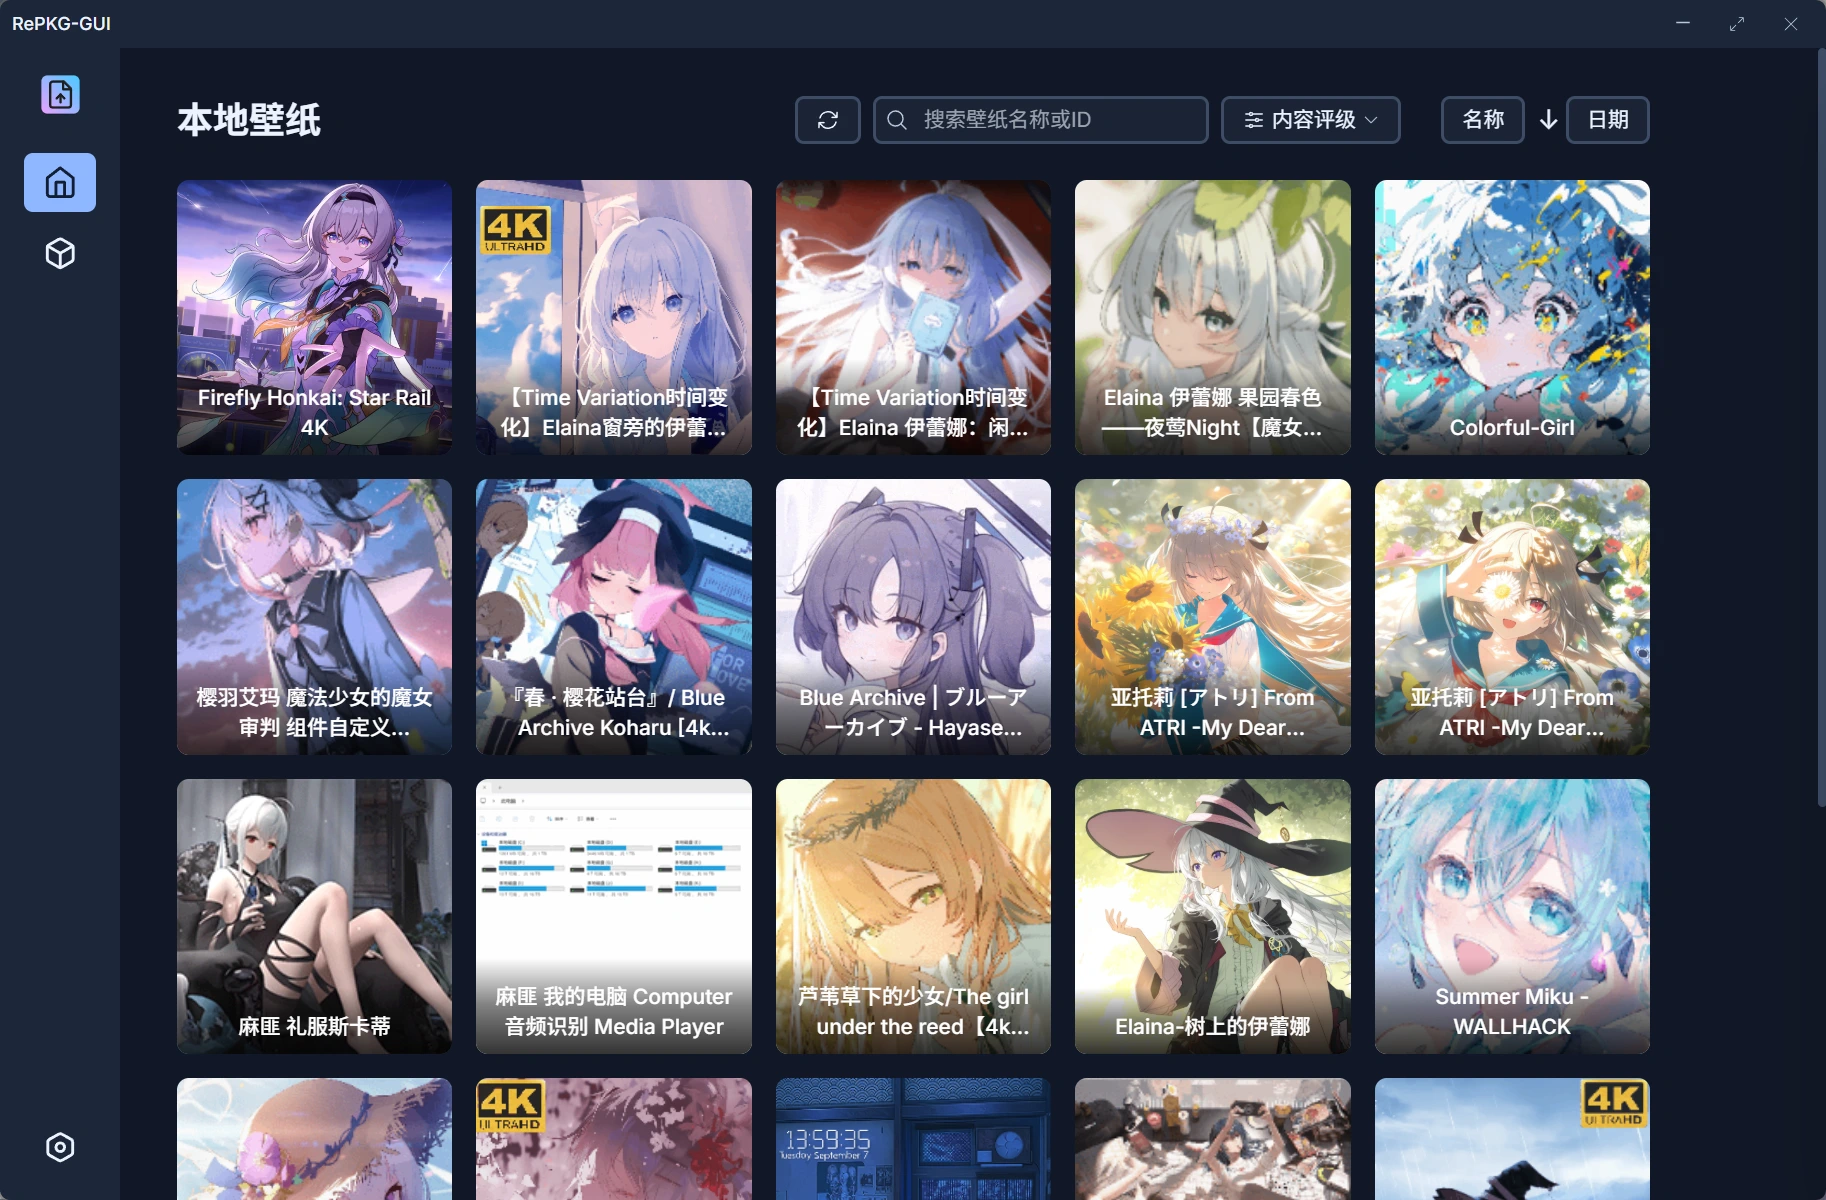 RePKG-GUI
本地壁纸
搜索壁纸名称或ID
内容评级
名称
日期
Firefly Honkai: Star Rail
4K
4K
ULTRAHD
【Time Variation时间变
化】Elaina窗旁的伊蕾...
【Time Variation时间变
化】Elaina 伊蕾娜：闲...
Elaina 伊蕾娜 果园春色
——夜莺Night【魔女...
Colorful-Girl
樱羽艾玛 魔法少女的魔女
审判 组件自定义...
FOR
LOVE
『春 · 樱花站台』/ Blue
Archive Koharu [4k...
Blue Archive | ブルーア
ーカイブ - Hayase...
亚托莉 [アトリ] From
ATRI -My Dear...
亚托莉 [アトリ] From
ATRI -My Dear...
麻匪 礼服斯卡蒂
麻匪 我的电脑 Computer
音频识别 Media Player
芦苇草下的少女/The girl
under the reed【4k...
Elaina-树上的伊蕾娜
Summer Miku -
WALLHACK
4K
ULTRAHD
13:59:35
Tuesday September 7
4K
ULTRAHD